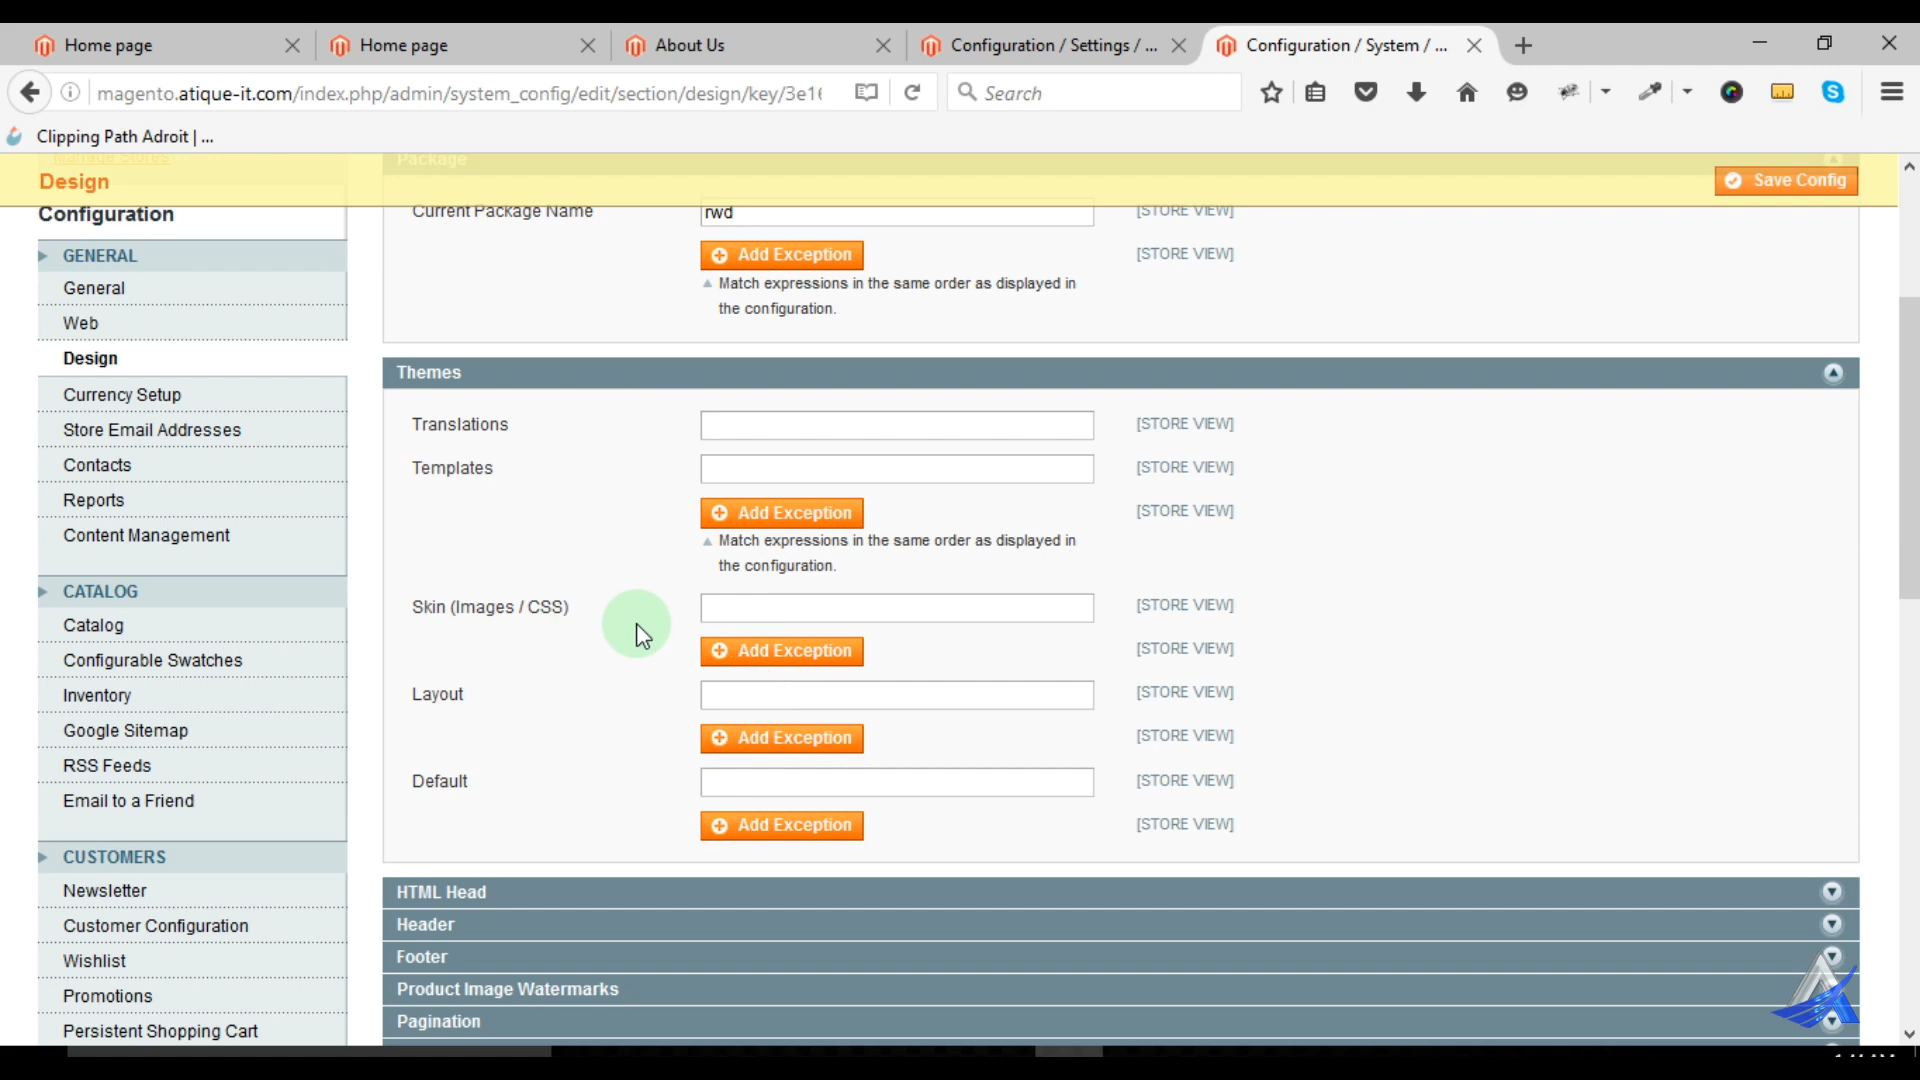 Home page
Home page
About Us
Configuration / Settings / ...
Configuration / System / ...
magento.atique-it.com/index.php/admin/system_config/edit/section/design/key/3e1
Search
Clipping Path Adroit | ...
Manage Stores
Package
Design
Save Config
Configuration
Current Package Name
rwd
[STORE VIEW]
Add Exception
[STORE VIEW]
Match expressions in the same order as displayed in
the configuration.
GENERAL
General
Web
Design
Currency Setup
Store Email Addresses
Contacts
Reports
Content Management
CATALOG
Catalog
Configurable Swatches
Inventory
Google Sitemap
RSS Feeds
Email to a Friend
CUSTOMERS
Newsletter
Customer Configuration
Wishlist
Promotions
Persistent Shopping Cart
Themes
Translations
[STORE VIEW]
Templates
[STORE VIEW]
Add Exception
[STORE VIEW]
Match expressions in the same order as displayed in
the configuration.
Skin (Images / CSS)
[STORE VIEW]
Add Exception
[STORE VIEW]
Layout
[STORE VIEW]
Add Exception
[STORE VIEW]
Default
[STORE VIEW]
Add Exception
[STORE VIEW]
HTML Head
Header
Footer
Product Image Watermarks
Pagination